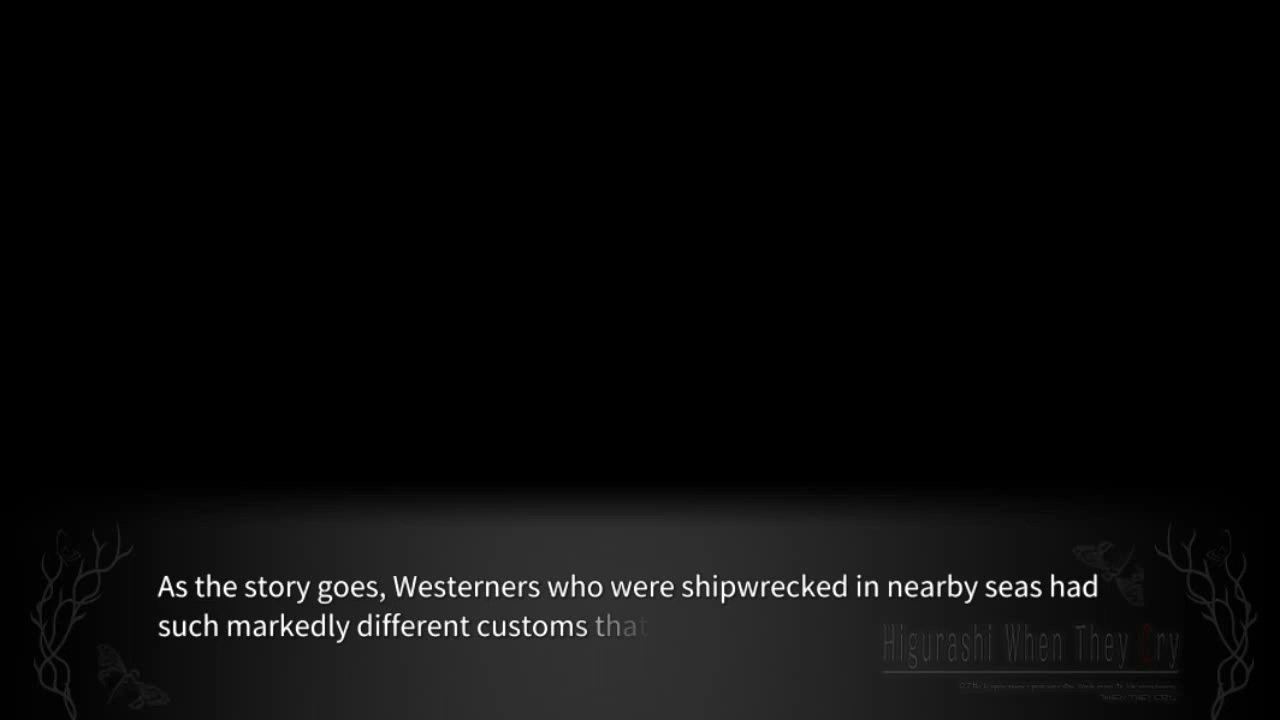 As the story goes, Westerners who were shipwrecked in nearby seas had
such markedly different customs that
Higurashi When They Cry